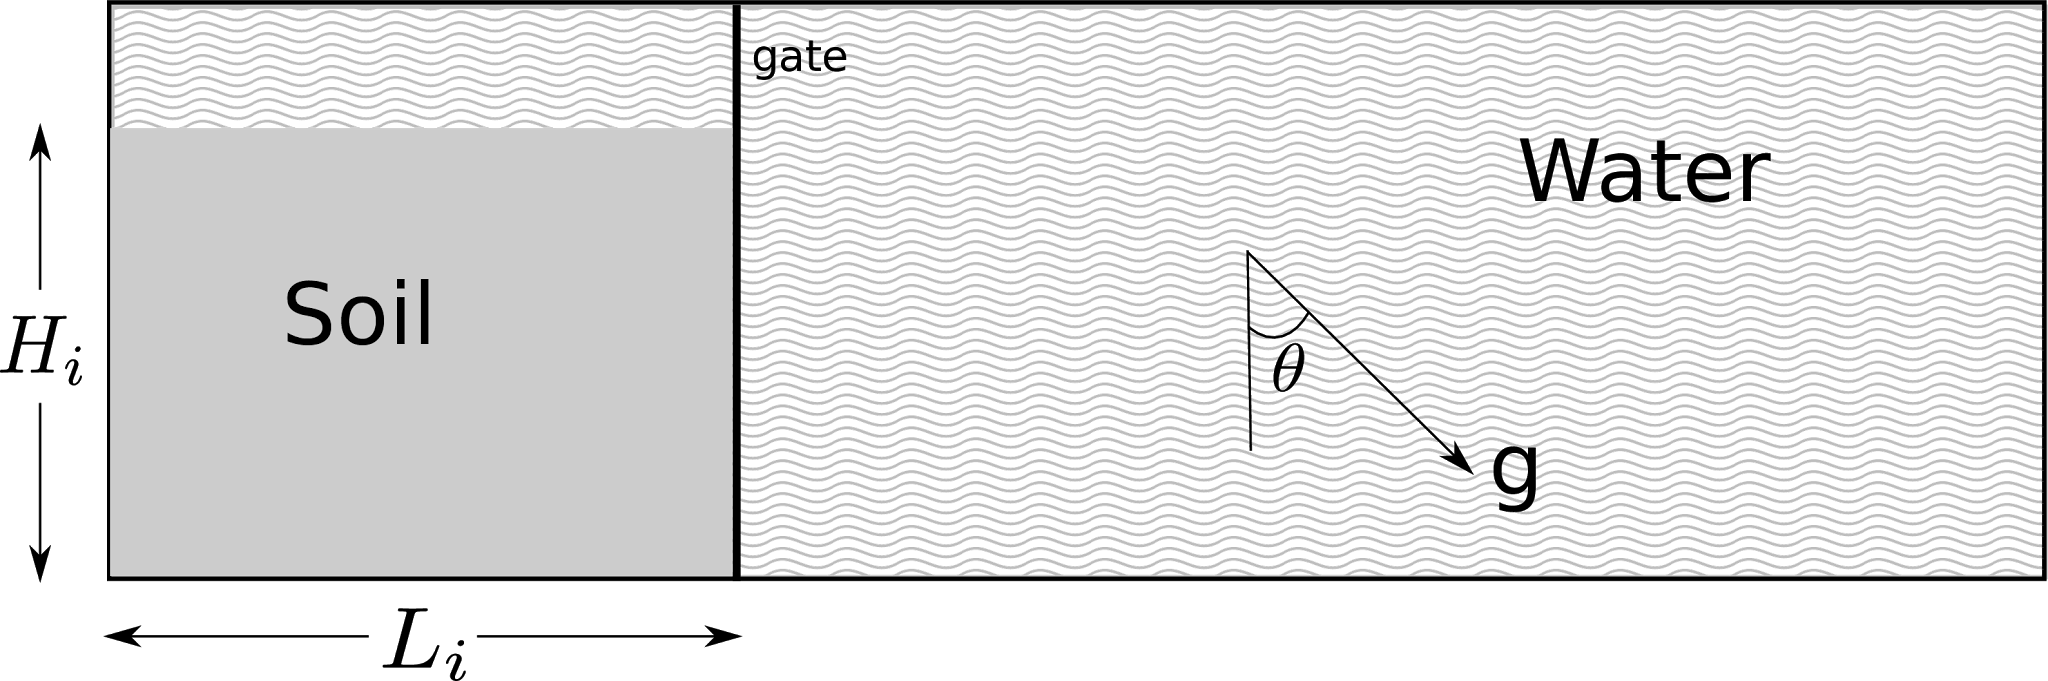 gate
Water
Soil
H_i
θ
g
L_i